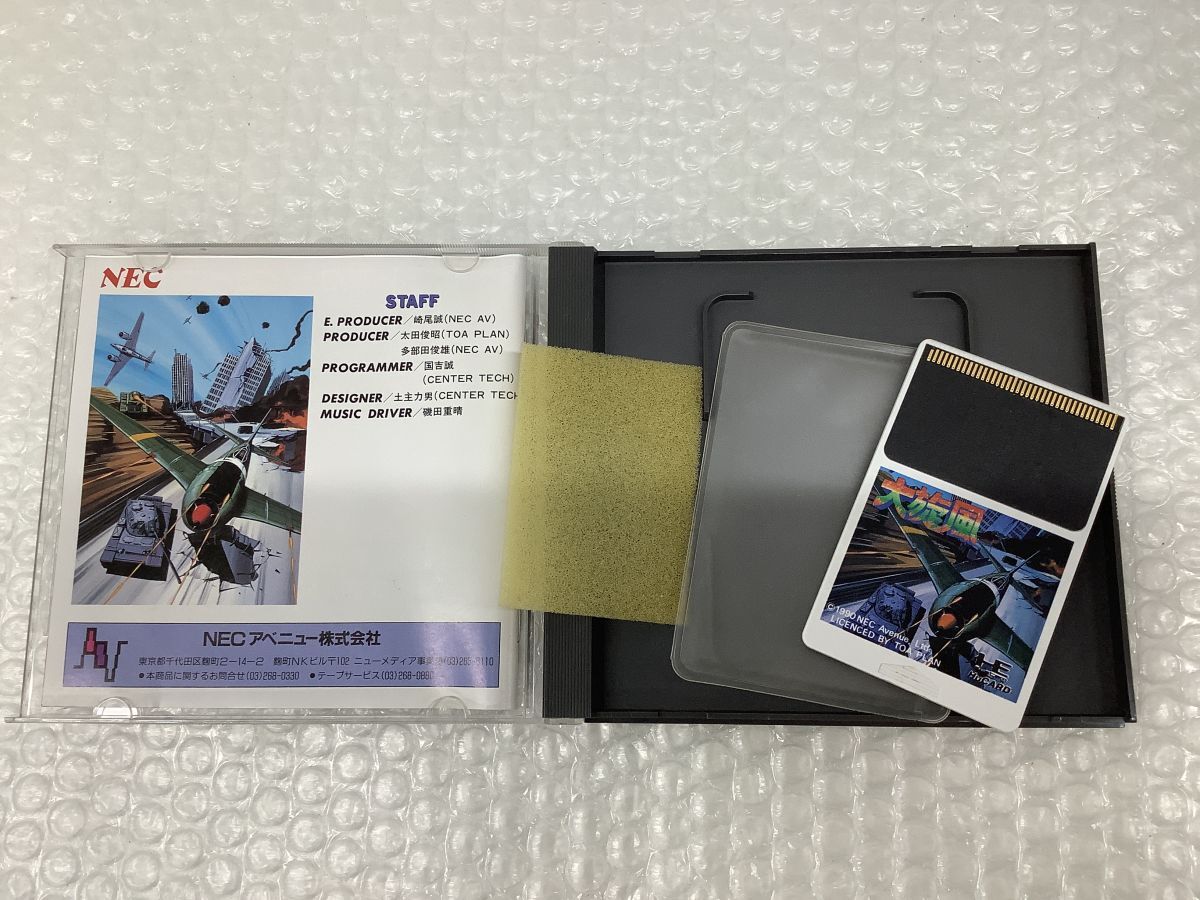 NEC
STAFF
E. PRODUCER/崎尾誠(NEC AV)
PRODUCER/太田俊昭(TOA PLAN)
多部田俊雄(NEC AV)
PROGRAMMER/国吉誠
(CENTER TECH)
DESIGNER/土主力男(CENTER TECH
MUSIC DRIVER/磯田重晴
NECアベニュー株式会社
東京都千代田区麹町2-14-2 麹町NKビル〒102 ニューメディア事業 (03)265-8110
●本商品に関するお問合せ(03)268-0330 ●テープサービス(03)268-0880
大旋風
©1990 NEC Avenue, Ltd.
LICENCED BY TOA PLAN
HuCARD